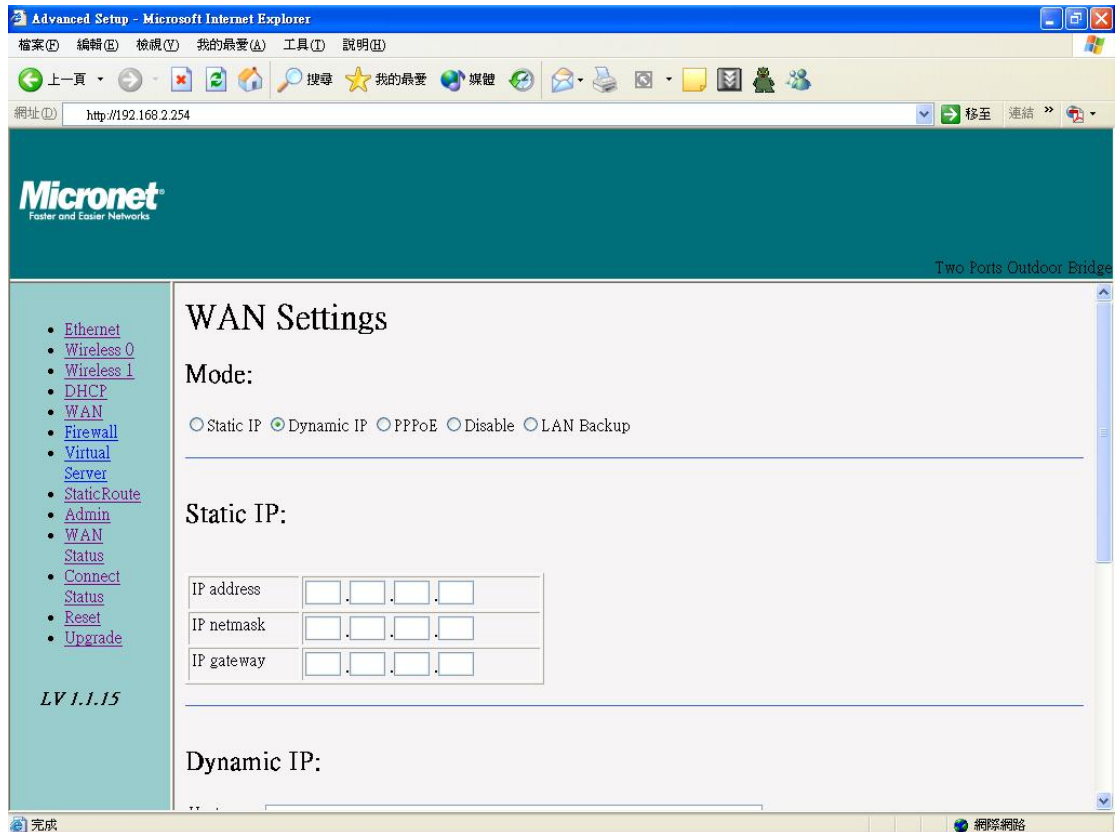 Advanced Setup - Microsoft Internet Explorer
檔案(F) 編輯(E) 檢視(V) 我的最愛(A) 工具(T) 說明(H)
上一頁 搜尋 我的最愛 媒體
網址(D) http://192.168.2.254 移至 連結 »
Micronet®
Faster and Easier Networks
Two Ports Outdoor Bridge
Ethernet
Wireless 0
Wireless 1
DHCP
WAN
Firewall
Virtual
Server
StaticRoute
Admin
WAN
Status
Connect
Status
Reset
Upgrade
LV 1.1.15
WAN Settings
Mode:
Static IP Dynamic IP PPPoE Disable LAN Backup
Static IP:
IP address . . .
IP netmask . . .
IP gateway . . .
Dynamic IP:
完成 網際網路